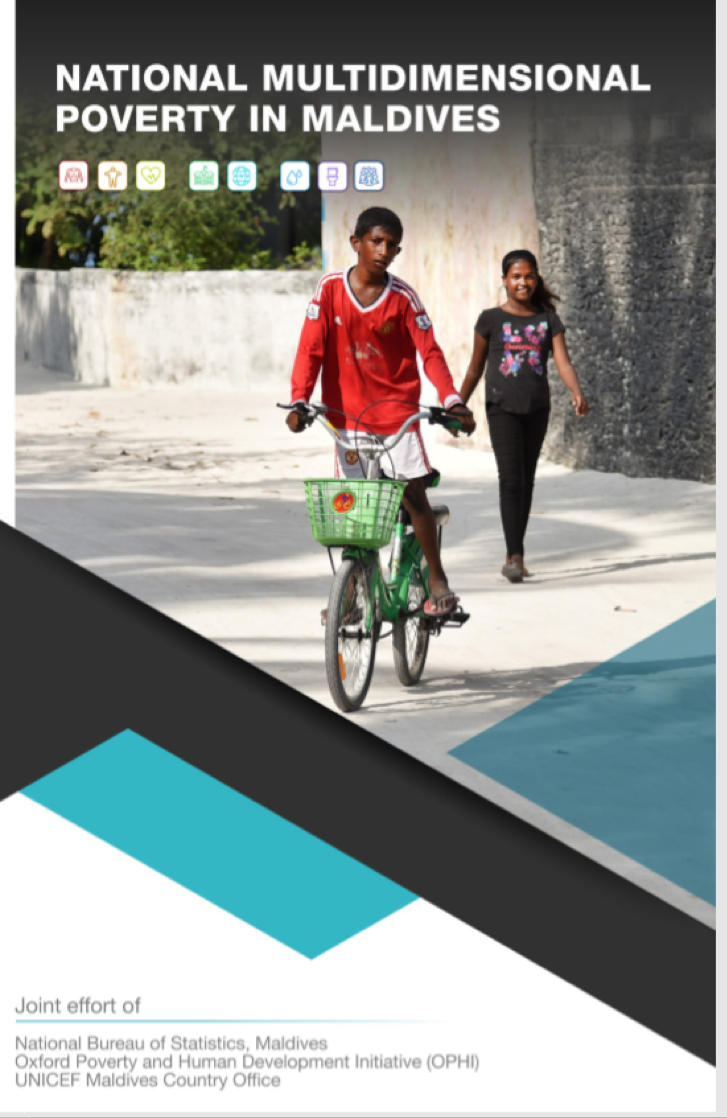 NATIONAL MULTIDIMENSIONAL
POVERTY IN MALDIVES
Joint effort of
National Bureau of Statistics, Maldives
Oxford Poverty and Human Development Initiative (OPHI)
UNICEF Maldives Country Office